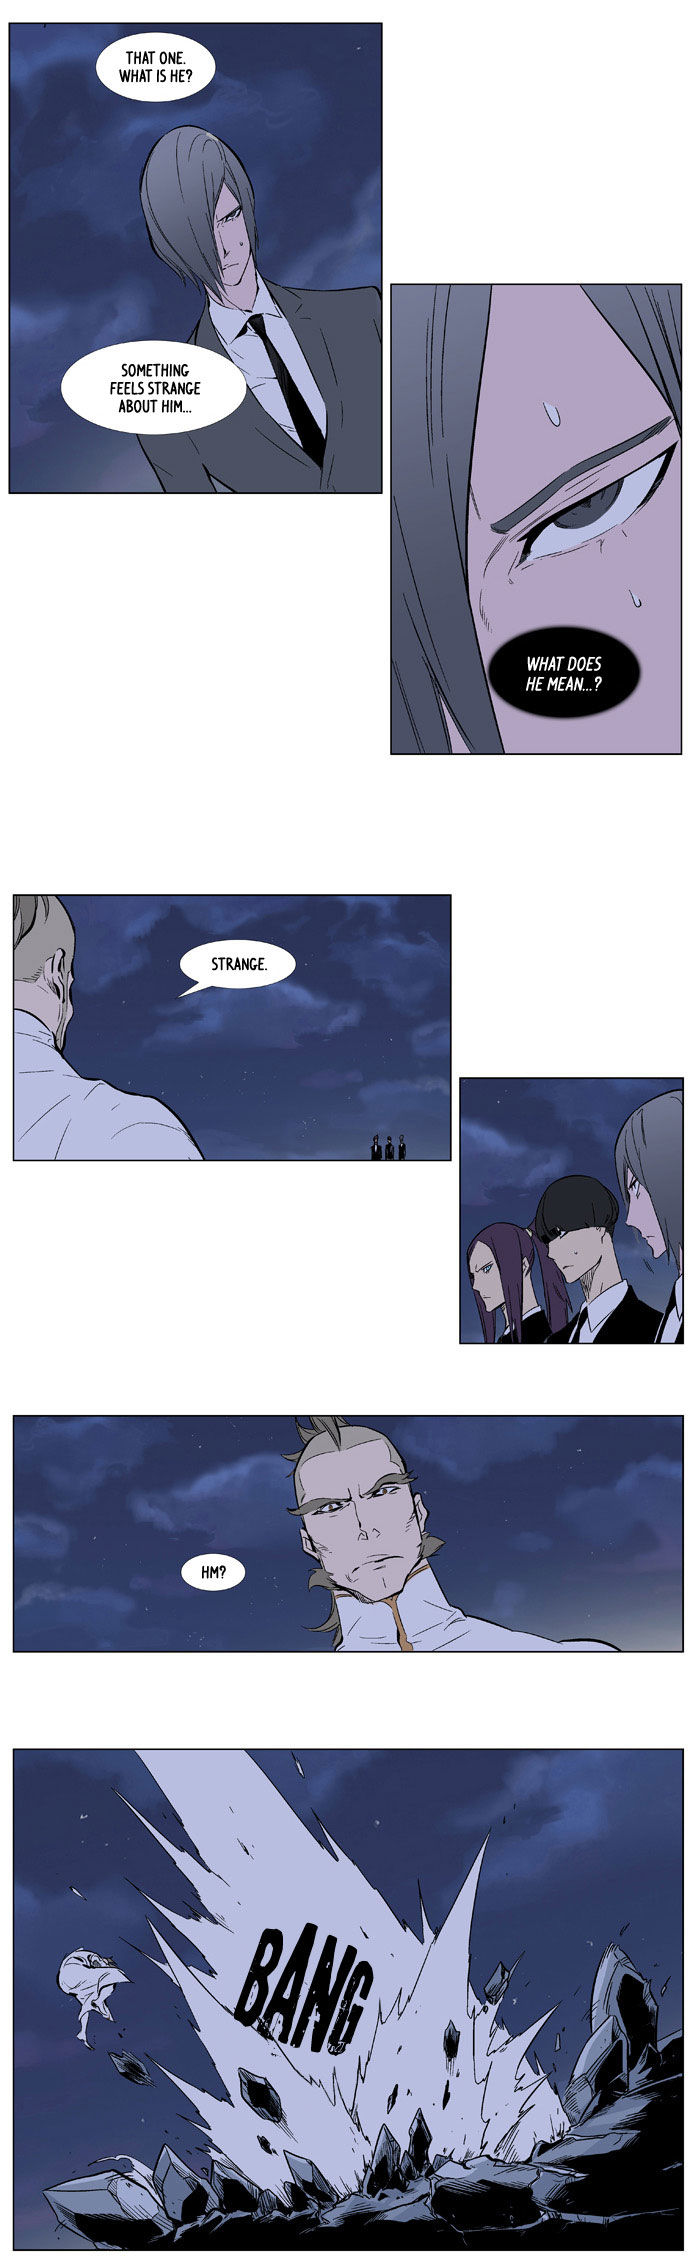 THAT ONE.
WHAT IS HE?
SOMETHING
FEELS STRANGE
ABOUT HIM...
WHAT DOES
HE MEAN...?
STRANGE.
HM?
BANG